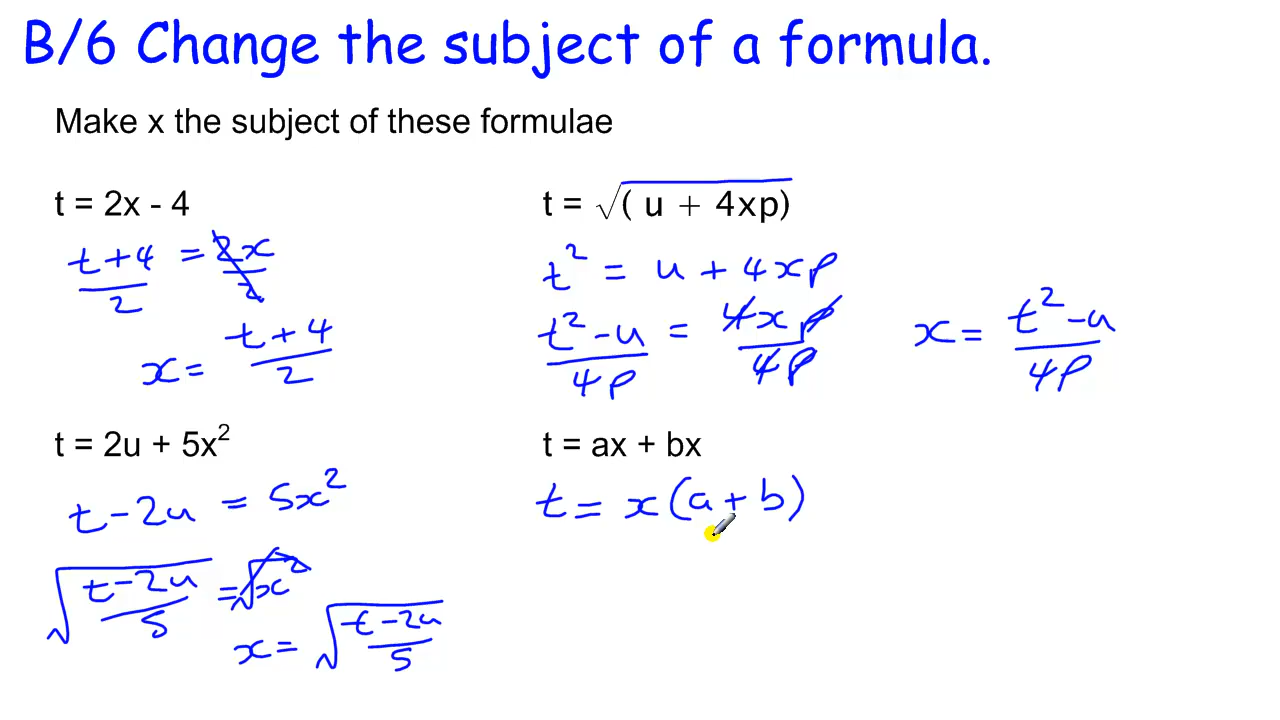 B/6 Change the subject of a formula.
Make x the subject of these formulae
t = 2x - 4
t + 4 = 2x
2 2
x = t + 4
2
t = √( u + 4xp)
t² = u + 4xp
t² - u = 4xp
4p 4p
x = t² - u
4p
t = 2u + 5x²
t - 2u = 5x²
√t - 2u = √x²
5
x = √t - 2u
5
t = ax + bx
t = x(a + b)